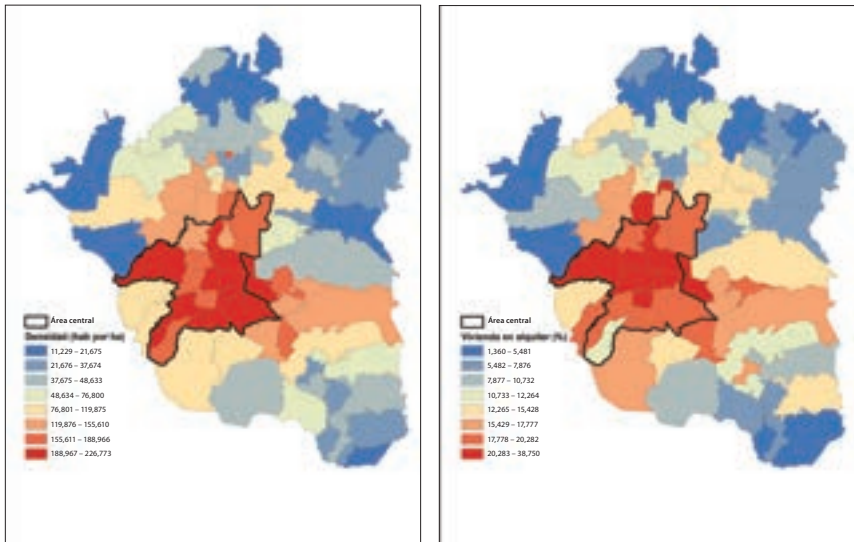 Área central
Densidad (hab por ha)
11,229 – 21,675
21,676 – 37,674
37,675 – 48,633
48,634 – 76,800
76,801 – 119,875
119,876 – 155,610
155,611 – 188,966
188,967 – 226,773
Área central
Vivienda en alquiler (%)
1,360 – 5,481
5,482 – 7,876
7,877 – 10,732
10,733 – 12,264
12,265 – 15,428
15,429 – 17,777
17,778 – 20,282
20,283 – 38,750